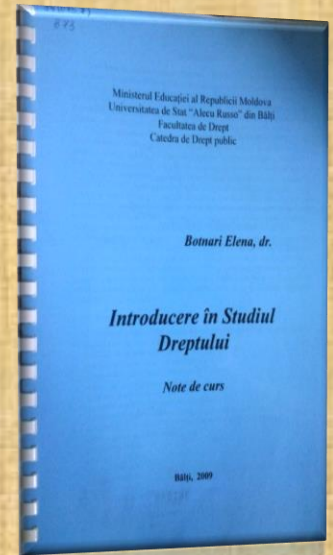 673
Ministerul Educației al Republicii Moldova
Universitatea de Stat "Alecu Russo" din Bălți
Facultatea de Drept
Catedra de Drept public
Botnari Elena, dr.
Introducere în Studiul
Dreptului
Note de curs
Bălți, 2009